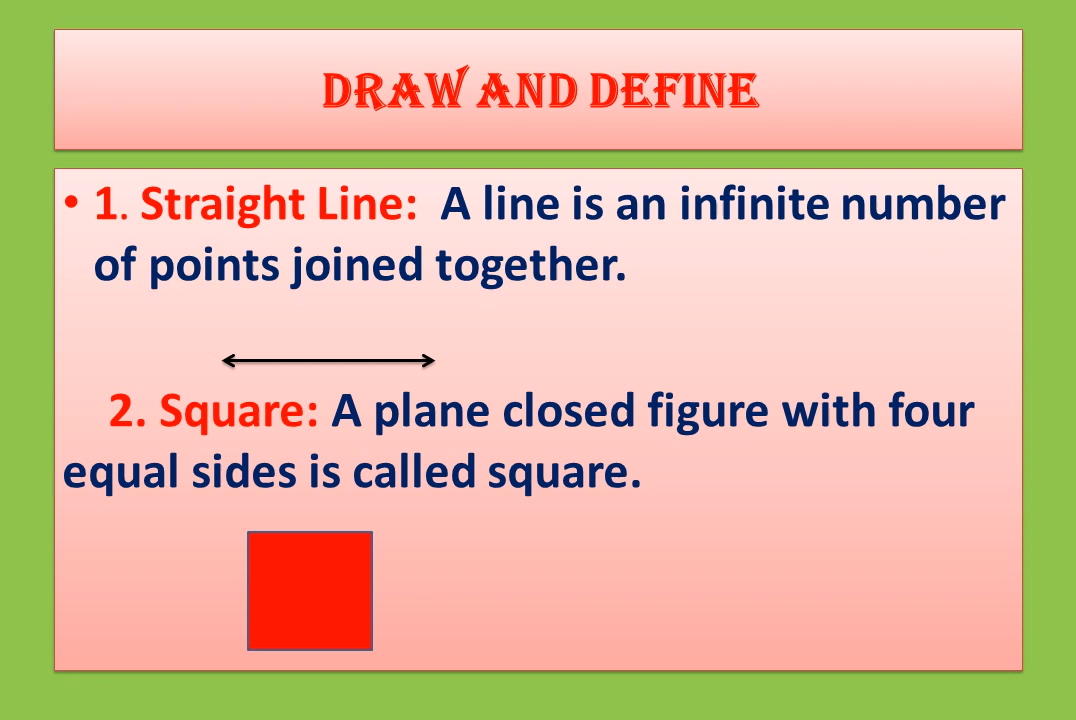 DRAW AND DEFINE
• 1. Straight Line: A line is an infinite number
of points joined together.
2. Square: A plane closed figure with four
equal sides is called square.